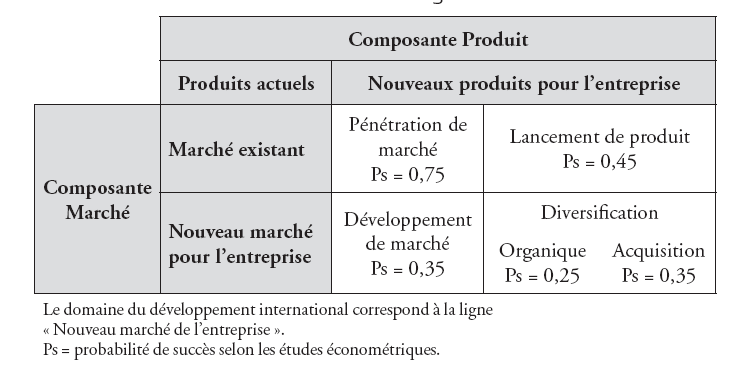 Composante Produit
Produits actuels Nouveaux produits pour l'entreprise
Composante
Marché
Marché existant
Pénétration de
marché
Ps = 0,75
Lancement de produit
Ps = 0,45
Nouveau marché
pour l'entreprise
Développement
de marché
Ps = 0,35
Diversification
Organique Acquisition
Ps = 0,25 Ps = 0,35
Le domaine du développement international correspond à la ligne
« Nouveau marché de l'entreprise ».
Ps = probabilité de succès selon les études économétriques.